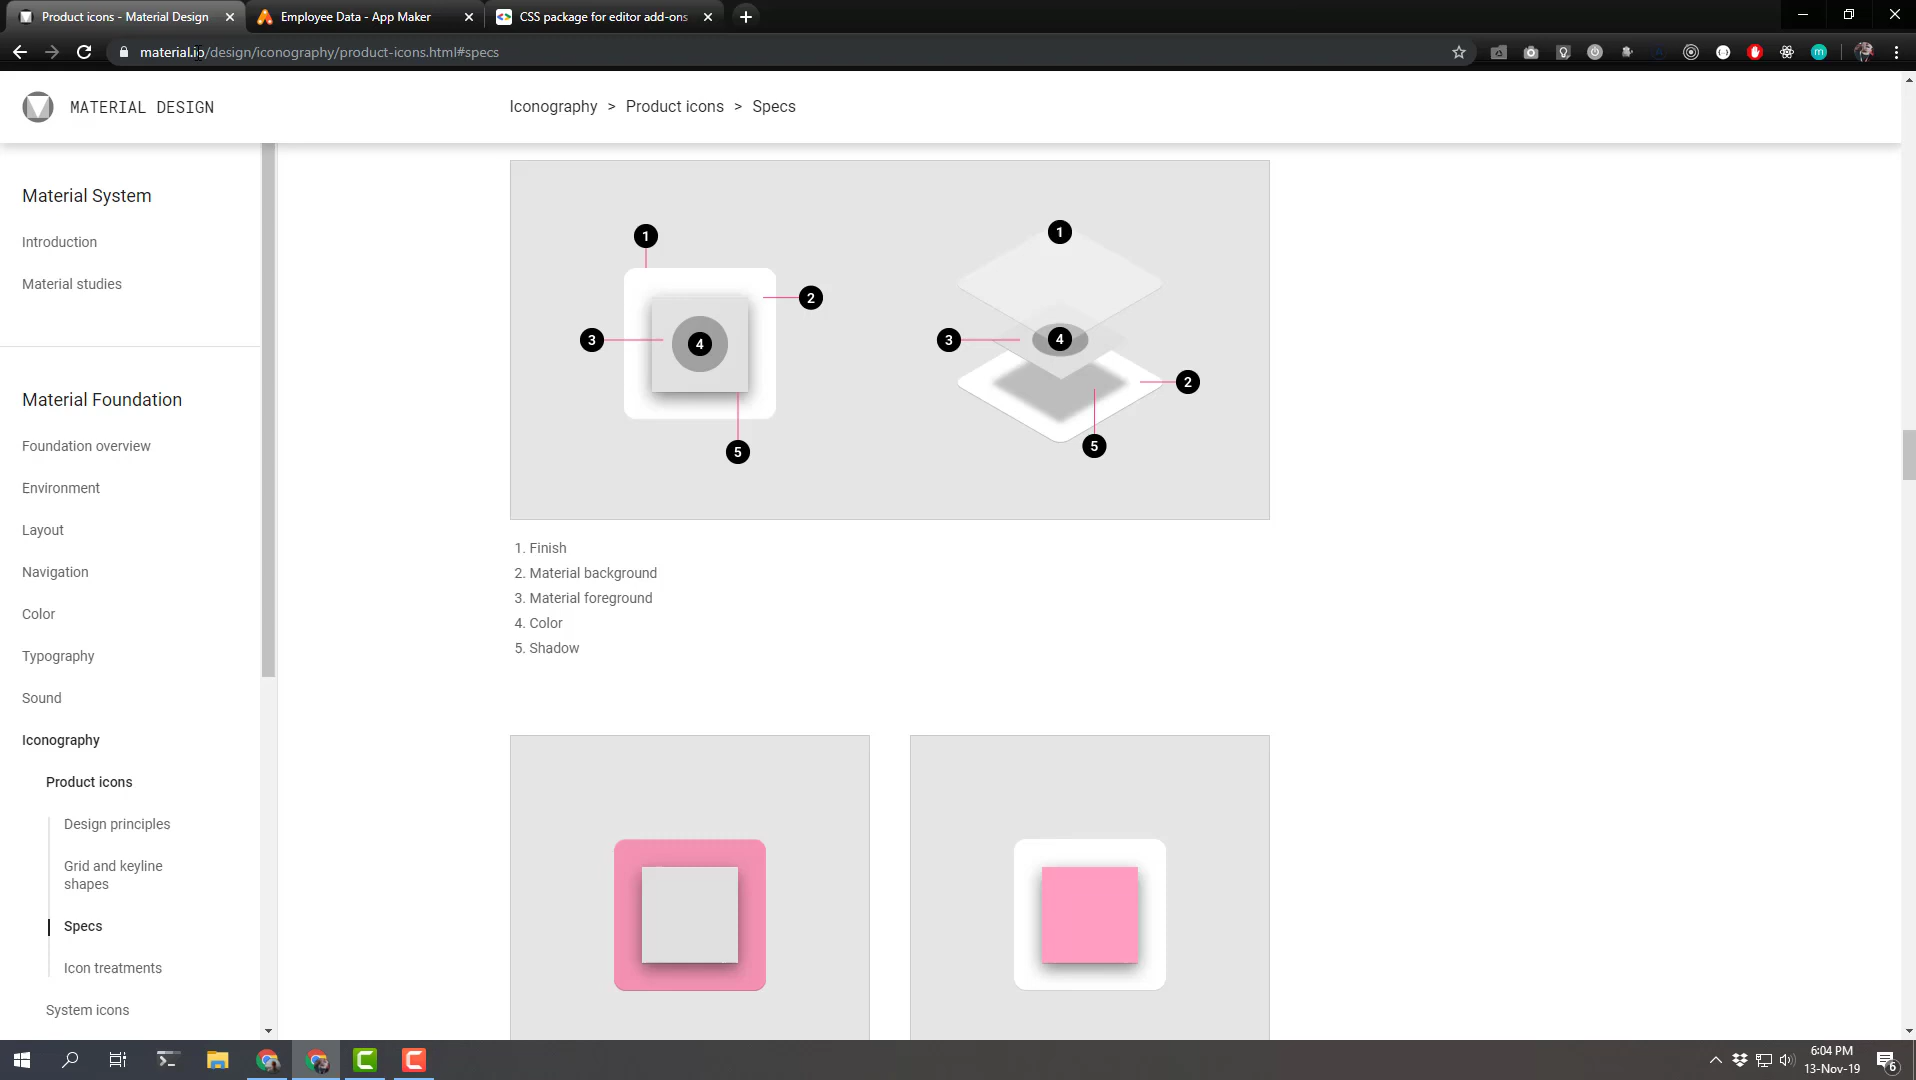 Product icons - Material Design
Employee Data - App Maker
CSS package for editor add-ons
material.io/design/iconography/product-icons.html#specs
MATERIAL DESIGN
Iconography > Product icons > Specs
Material System
Introduction
Material studies
Material Foundation
Foundation overview
Environment
Layout
Navigation
Color
Typography
Sound
Iconography
Product icons
Design principles
Grid and keyline
shapes
Specs
Icon treatments
System icons
1
2
3
4
5
1
3
4
2
5
1. Finish
2. Material background
3. Material foreground
4. Color
5. Shadow
6:04 PM
13-Nov-19
6